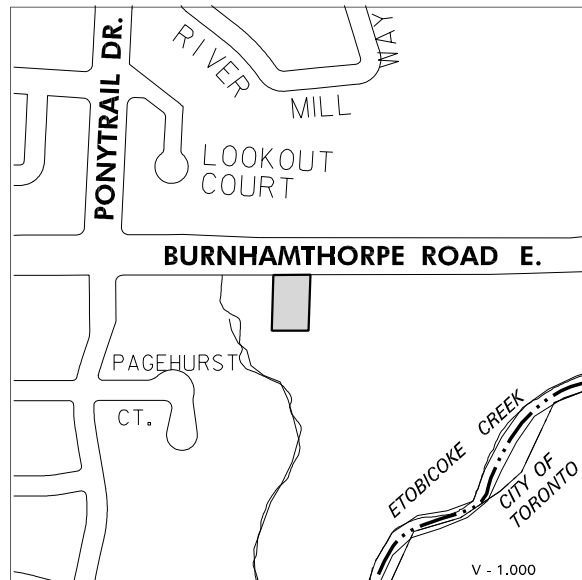 PONYTRAIL DR.
RIVER
MILL
WAY
LOOKOUT
COURT
BURNHAMTHORPE ROAD E.
PAGEHURST
CT.
ETOBICOKE CREEK
CITY OF
TORONTO
V - 1.000